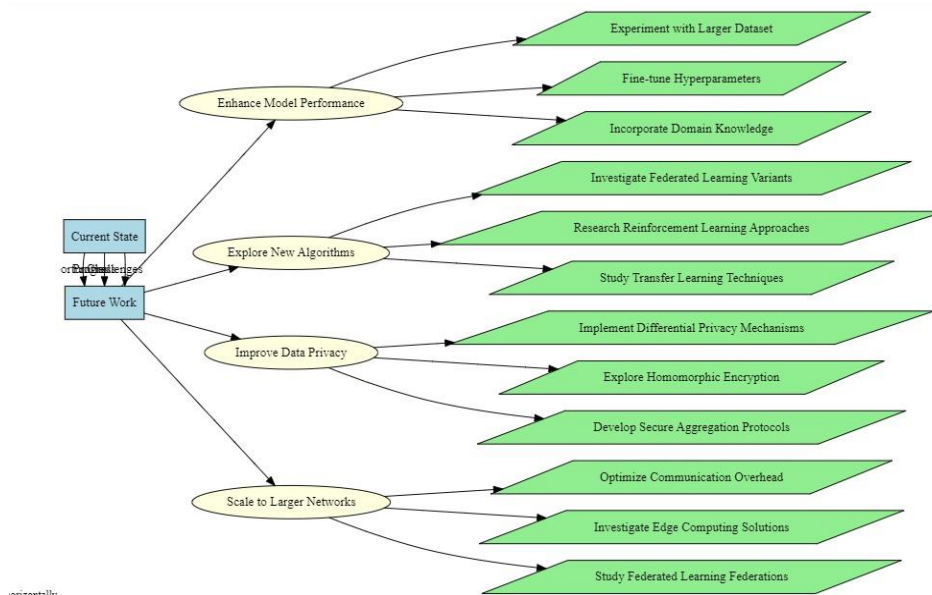 Experiment with Larger Dataset
Fine-tune Hyperparameters
Enhance Model Performance
Incorporate Domain Knowledge
Investigate Federated Learning Variants
Current State
Research Reinforcement Learning Approaches
Explore New Algorithms
Study Transfer Learning Techniques
Future Work
Implement Differential Privacy Mechanisms
Improve Data Privacy
Explore Homomorphic Encryption
Develop Secure Aggregation Protocols
Optimize Communication Overhead
Scale to Larger Networks
Investigate Edge Computing Solutions
Study Federated Learning Federations